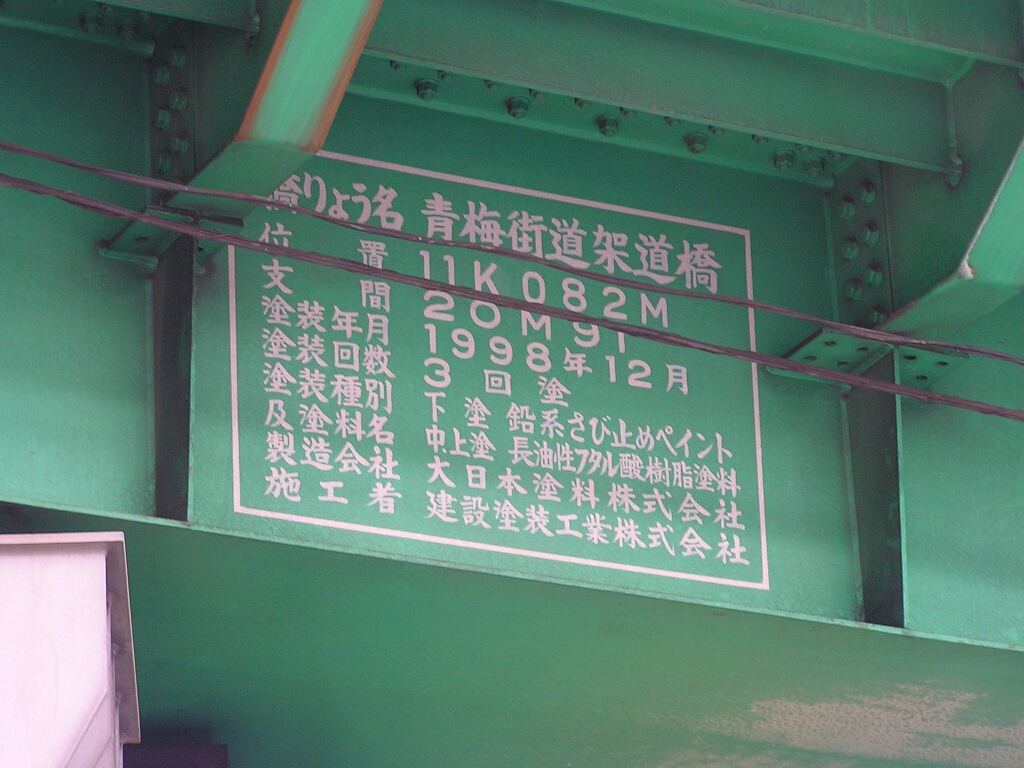 橋りょう名 青梅街道架道橋
位置 11K082M
支間 20M91
塗装年月 1998年12月
塗装回数 3回塗
塗装種別 下塗 鉛系さび止めペイント
及塗料名 中上塗 長油性フタル酸樹脂塗料
製造会社 大日本塗料株式会社
施工者 建設塗装工業株式会社